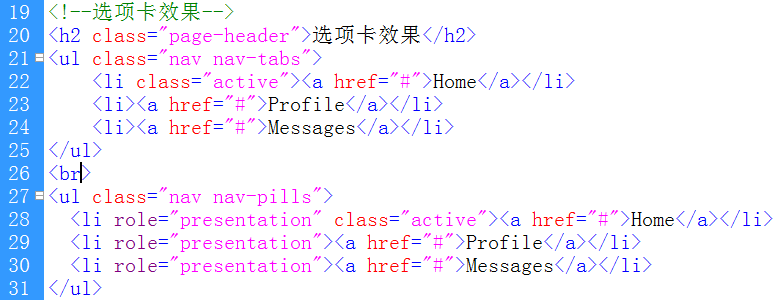 19 <!--选项卡效果-->
20 <h2 class="page-header">选项卡效果</h2>
21 <ul class="nav nav-tabs">
22     <li class="active"><a href="#">Home</a></li>
23     <li><a href="#">Profile</a></li>
24     <li><a href="#">Messages</a></li>
25 </ul>
26 <br>
27 <ul class="nav nav-pills">
28   <li role="presentation" class="active"><a href="#">Home</a></li>
29   <li role="presentation"><a href="#">Profile</a></li>
30   <li role="presentation"><a href="#">Messages</a></li>
31 </ul>